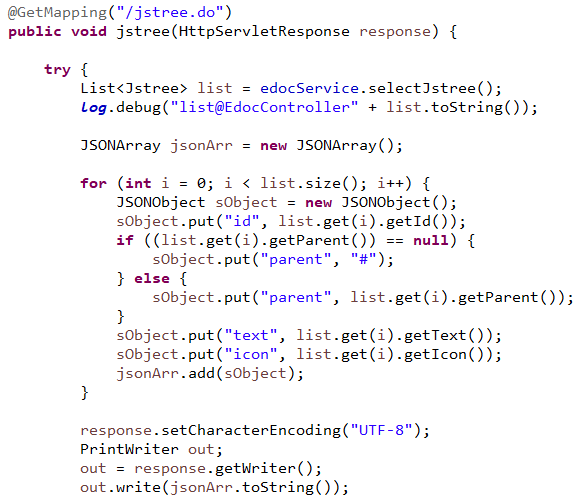 @GetMapping("/jstree.do")
public void jstree(HttpServletResponse response) {
try {
List<Jstree> list = edocService.selectJstree();
log.debug("list@EdocController" + list.toString());
JSONArray jsonArr = new JSONArray();
for (int i = 0; i < list.size(); i++) {
JSONObject sObject = new JSONObject();
sObject.put("id", list.get(i).getId());
if ((list.get(i).getParent()) == null) {
sObject.put("parent", "#");
} else {
sObject.put("parent", list.get(i).getParent());
}
sObject.put("text", list.get(i).getText());
sObject.put("icon", list.get(i).getIcon());
jsonArr.add(sObject);
}
response.setCharacterEncoding("UTF-8");
PrintWriter out;
out = response.getWriter();
out.write(jsonArr.toString());